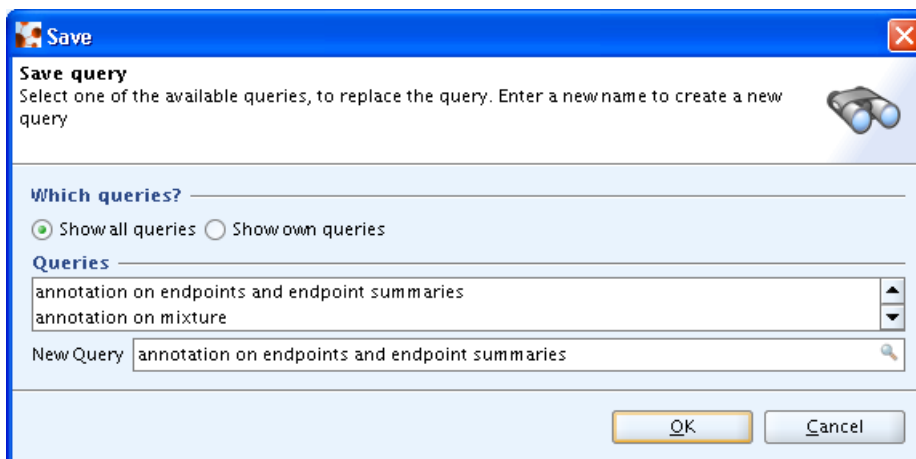 Save
Save query
Select one of the available queries, to replace the query. Enter a new name to create a new
query
Which queries?
Show all queries Show own queries
Queries
annotation on endpoints and endpoint summaries
annotation on mixture
New Query annotation on endpoints and endpoint summaries
OK Cancel